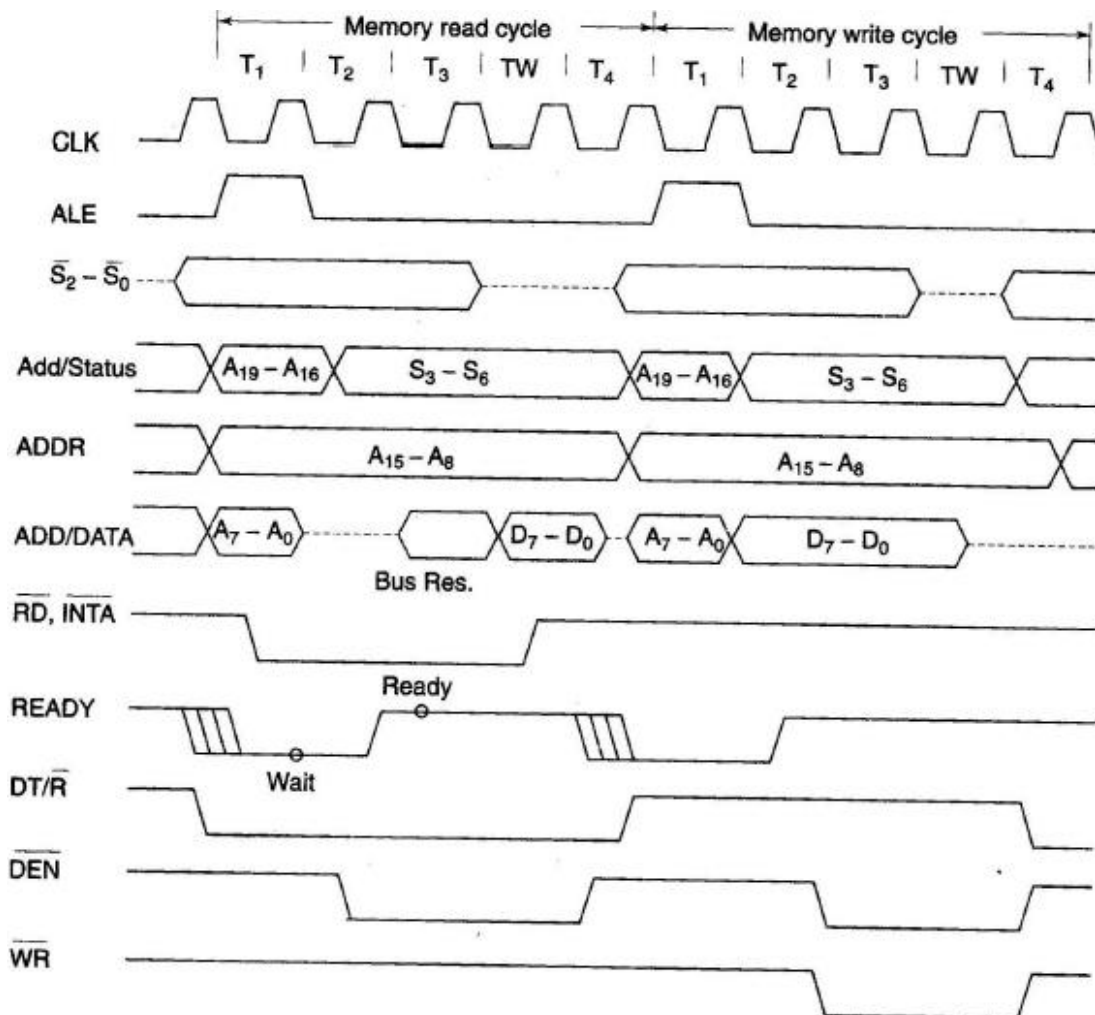 Memory read cycle Memory write cycle
T₁ T₂ T₃ TW T₄ T₁ T₂ T₃ TW T₄
CLK
ALE
S̅₂ – S̅₀
Add/Status A₁₉ – A₁₆ S₃ – S₆ A₁₉ – A₁₆ S₃ – S₆
ADDR A₁₅ – A₈ A₁₅ – A₈
ADD/DATA A₇ – A₀ D₇ – D₀ A₇ – A₀ D₇ – D₀
Bus Res.
R̅D̅, I̅N̅T̅A̅
Ready
READY
Wait
DT/R̅
D̅E̅N̅
W̅R̅